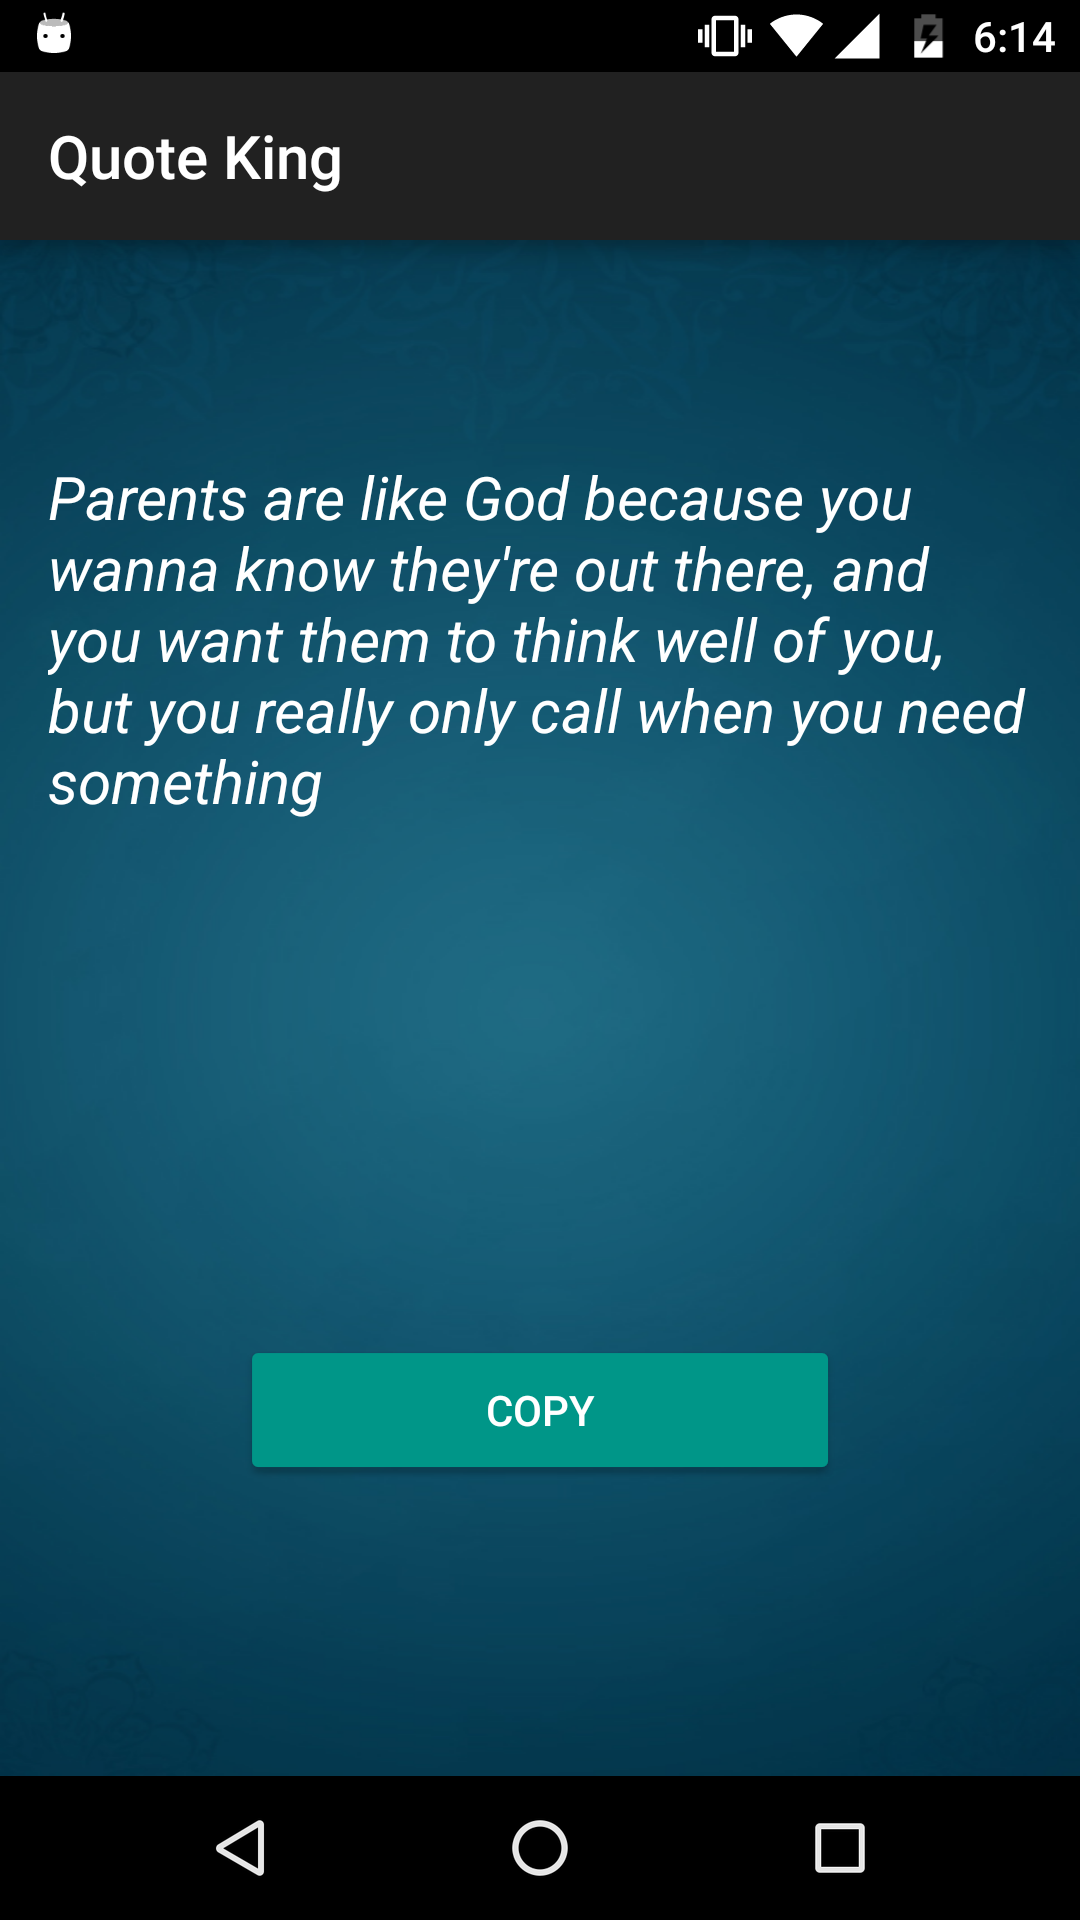 6:14
Quote King
Parents are like God because you
wanna know they're out there, and
you want them to think well of you,
but you really only call when you need
something
COPY